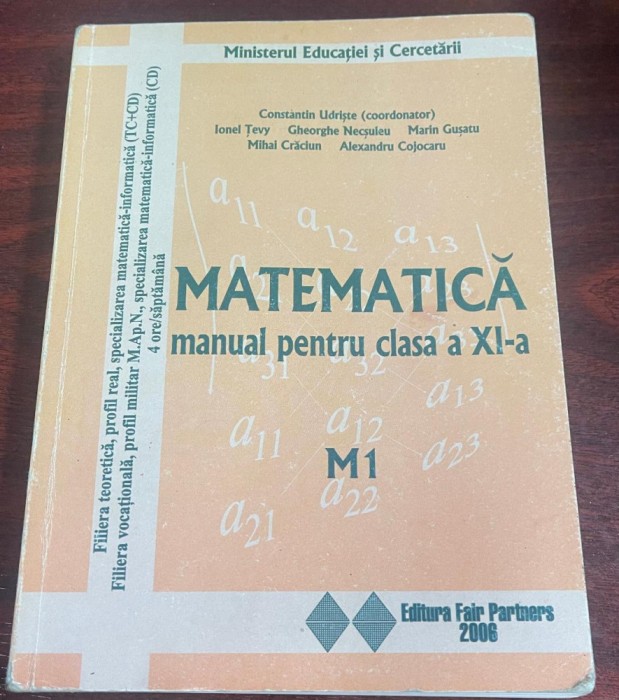 Ministerul Educației și Cercetării
Constantin Udriște (coordonator)
Ionel Țevy Gheorghe Necșuleu Marin Gușatu
Mihai Crăciun Alexandru Cojocaru
Filiera teoretică, profil real, specializarea matematică-informatică (TC+CD)
Filiera vocațională, profil militar M.Ap.N., specializarea matematică-informatică (CD)
4 ore/săptămână
a11 a12 a13
MATEMATICĂ
manual pentru clasa a XI-a
a31 a32
a11 a12 a13
M1
a21 a22 a23
Editura Fair Partners
2006